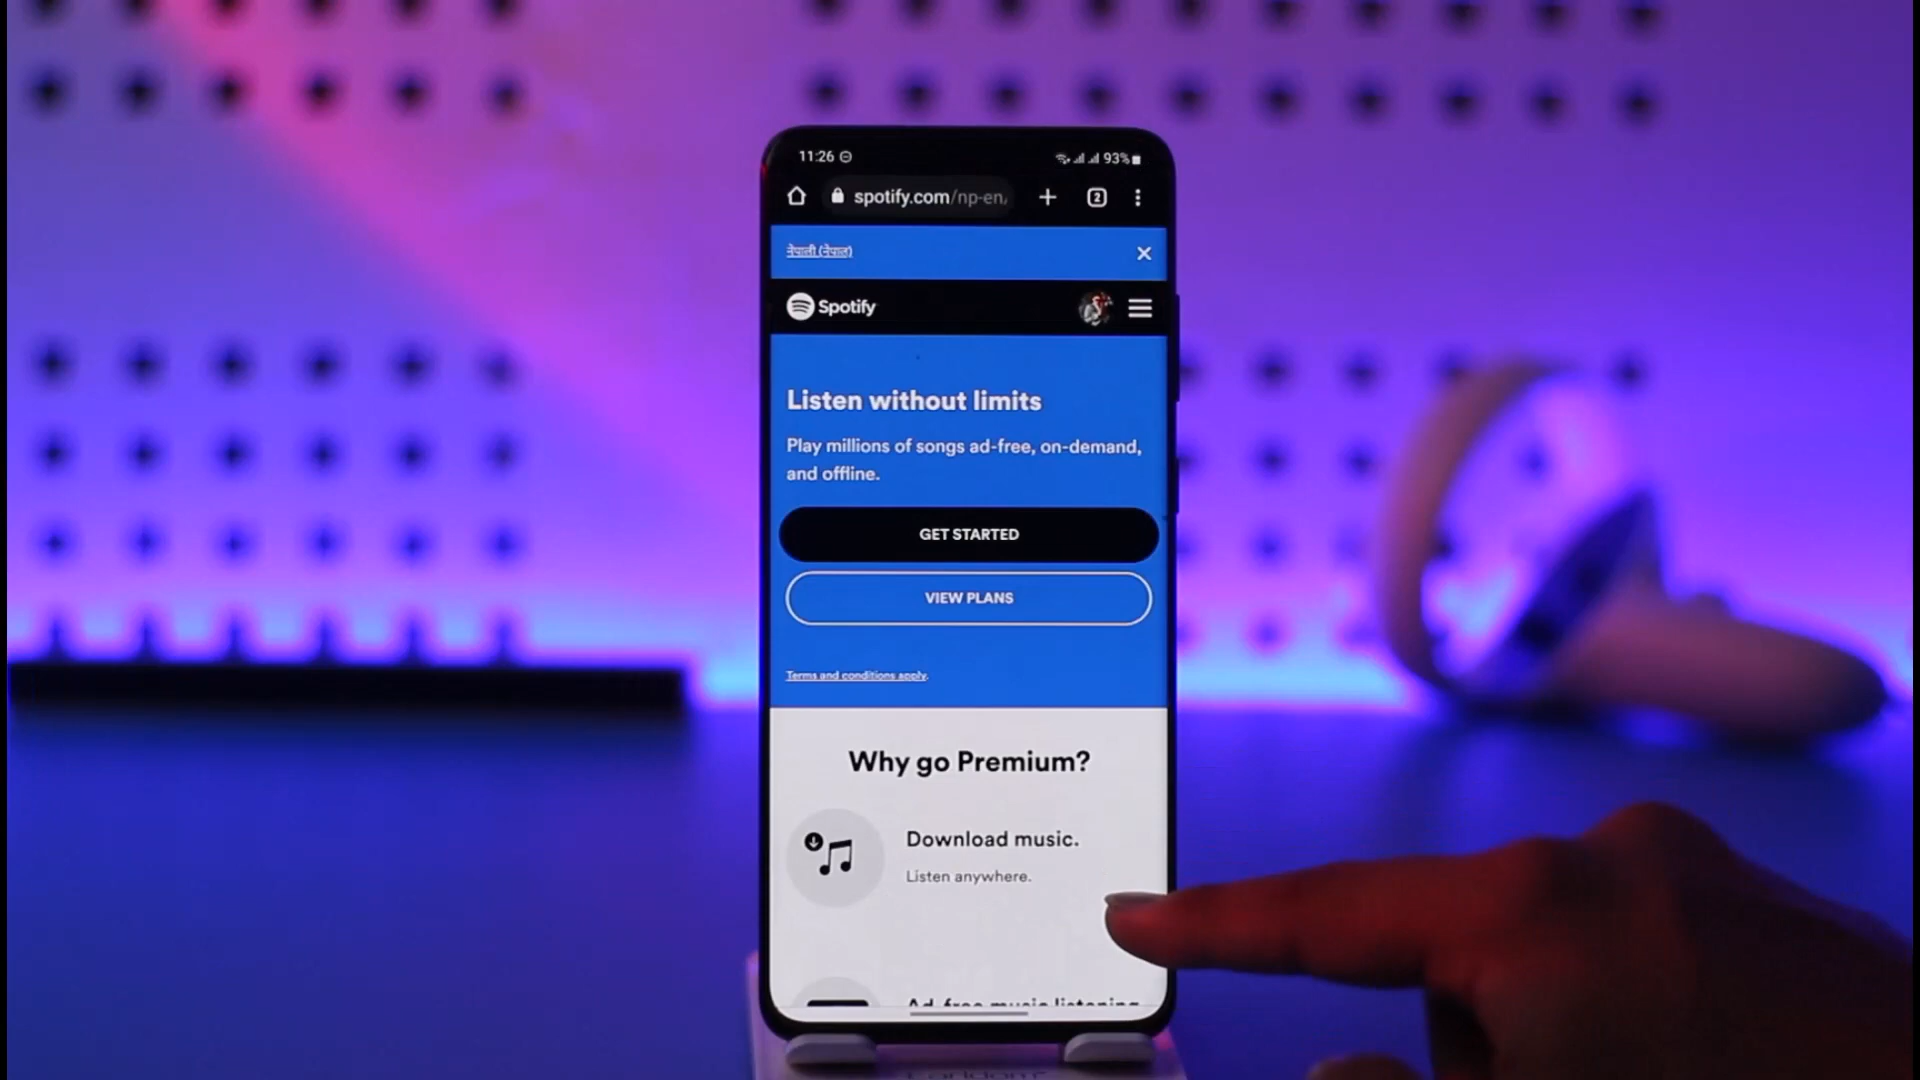 11:26
93%
spotify.com/np-en/
2
नेपाली (नेपाल)
Spotify
Listen without limits
Play millions of songs ad-free, on-demand,
and offline.
GET STARTED
VIEW PLANS
Terms and conditions apply.
Why go Premium?
Download music.
Listen anywhere.
Ad-free music listening